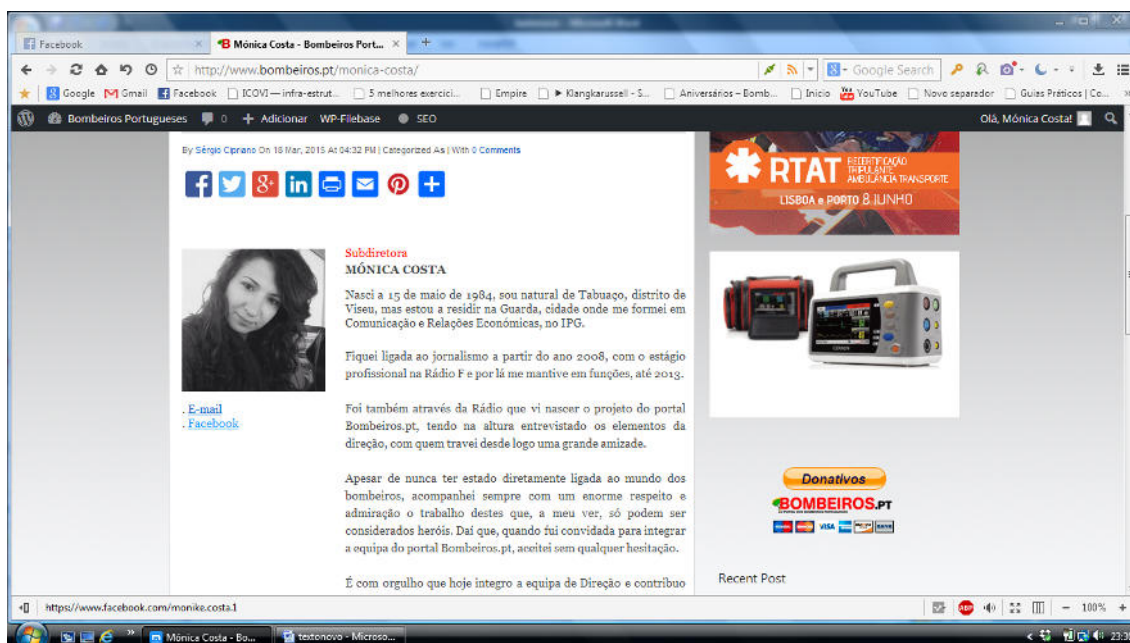 Facebook
Mónica Costa - Bombeiros Port...
http://www.bombeiros.pt/monica-costa/
Google Search
Google Gmail Facebook ICOVI — infra-estrut... 5 melhores exercici... Empire ▶ Klangkarussell - S... Aniversários – Bomb... Inicio YouTube Novo separador Guias Práticos | Ce...
Bombeiros Portugueses 0 + Adicionar WP-Filebase SEO Olá, Mónica Costa!
By Sérgio Cipriano On 18 Mar, 2015 At 04:32 PM | Categorized As | With 0 Comments
RTAT RECERTIFICAÇÃO
TRIPULANTE
AMBULÂNCIA TRANSPORTE
LISBOA e PORTO 8 JUNHO
Subdiretora
MÓNICA COSTA
Nasci a 15 de maio de 1984, sou natural de Tabuaço, distrito de
Viseu, mas estou a residir na Guarda, cidade onde me formei em
Comunicação e Relações Económicas, no IPG.
Fiquei ligada ao jornalismo a partir do ano 2008, com o estágio
profissional na Rádio F e por lá me mantive em funções, até 2013.
. E-mail
. Facebook
Foi também através da Rádio que vi nascer o projeto do portal
Bombeiros.pt, tendo na altura entrevistado os elementos da
direção, com quem travei desde logo uma grande amizade.
Apesar de nunca ter estado diretamente ligada ao mundo dos
bombeiros, acompanhei sempre com um enorme respeito e
admiração o trabalho destes que, a meu ver, só podem ser
considerados heróis. Daí que, quando fui convidada para integrar
a equipa do portal Bombeiros.pt, aceitei sem qualquer hesitação.
É com orgulho que hoje integro a equipa de Direção e contribuo
Donativos
BOMBEIROS.PT
VISA
Recent Post
https://www.facebook.com/monike.costa.1
ABP
100%
Mónica Costa - Bo...
textonovo - Microso...
23:3